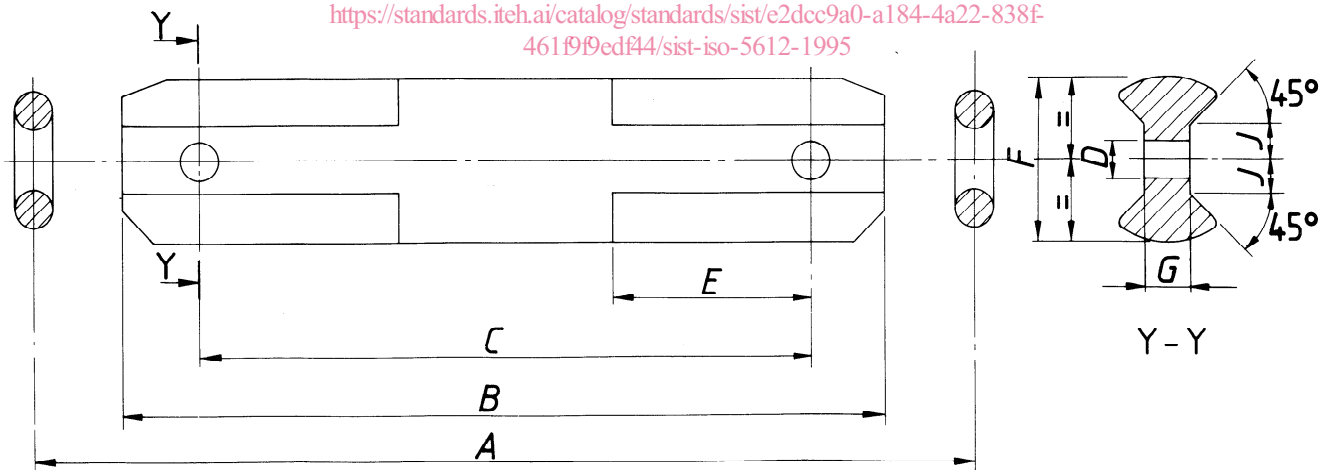 https://standards.iteh.ai/catalog/standards/sist/e2dcc9a0-a184-4a22-838f-
461f9f9edf44/sist-iso-5612-1995
Y
45°
=
F
D
J
J
=
45°
Y
E
G
C
Y-Y
B
A